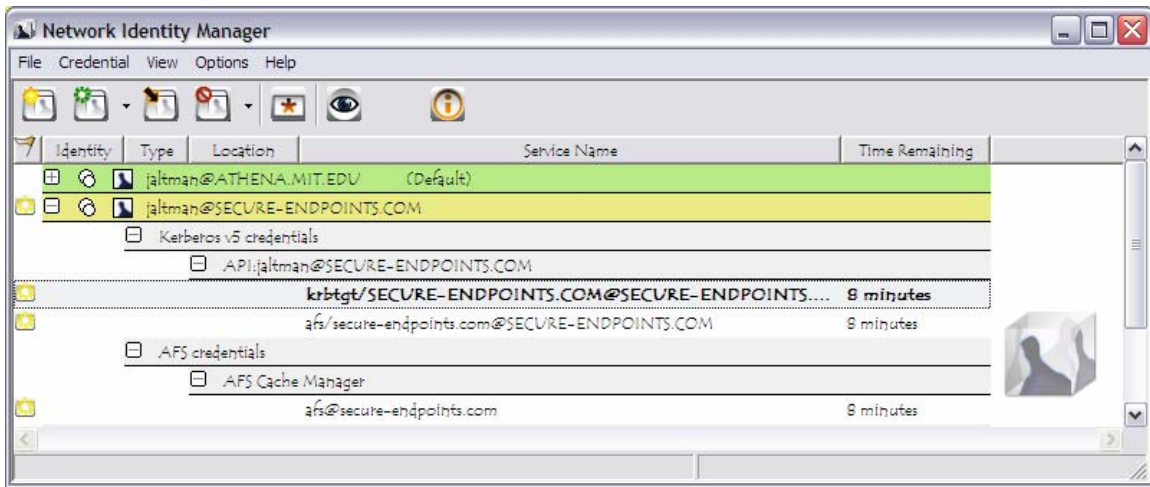 Network Identity Manager
File Credential View Options Help
Identity Type Location Service Name Time Remaining
jaltman@ATHENA.MIT.EDU (Default)
jaltman@SECURE-ENDPOINTS.COM
Kerberos v5 credentials
API:jaltman@SECURE-ENDPOINTS.COM
krbtgt/SECURE-ENDPOINTS.COM@SECURE-ENDPOINTS.... 8 minutes
afs/secure-endpoints.com@SECURE-ENDPOINTS.COM 8 minutes
AFS credentials
AFS Cache Manager
afs@secure-endpoints.com 8 minutes